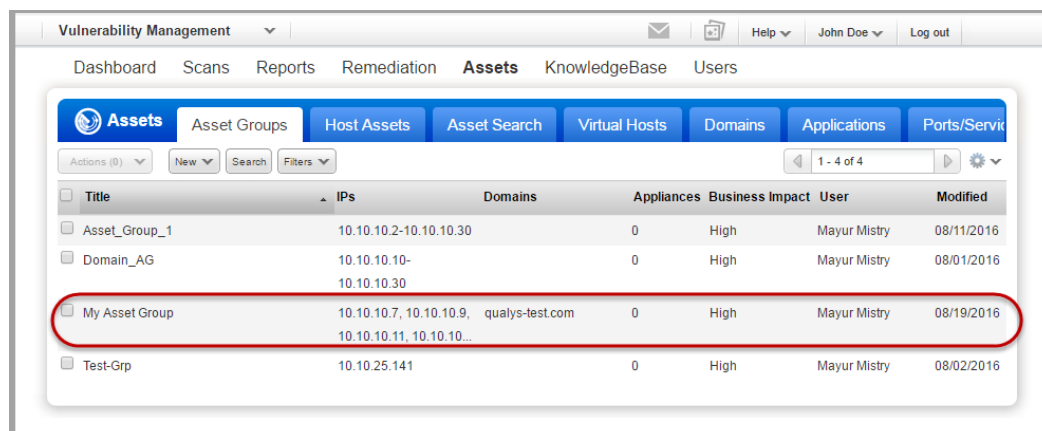 Vulnerability Management Help John Doe Log out
Dashboard Scans Reports Remediation Assets KnowledgeBase Users
Assets Asset Groups Host Assets Asset Search Virtual Hosts Domains Applications Ports/Servic
Actions (0) New Search Filters 1 - 4 of 4
Title IPs Domains Appliances Business Impact User Modified
Asset_Group_1 10.10.10.2-10.10.10.30 0 High Mayur Mistry 08/11/2016
Domain_AG 10.10.10.10- 0 High Mayur Mistry 08/01/2016
10.10.10.30
My Asset Group 10.10.10.7, 10.10.10.9, qualys-test.com 0 High Mayur Mistry 08/19/2016
10.10.10.11, 10.10.10...
Test-Grp 10.10.25.141 0 High Mayur Mistry 08/02/2016